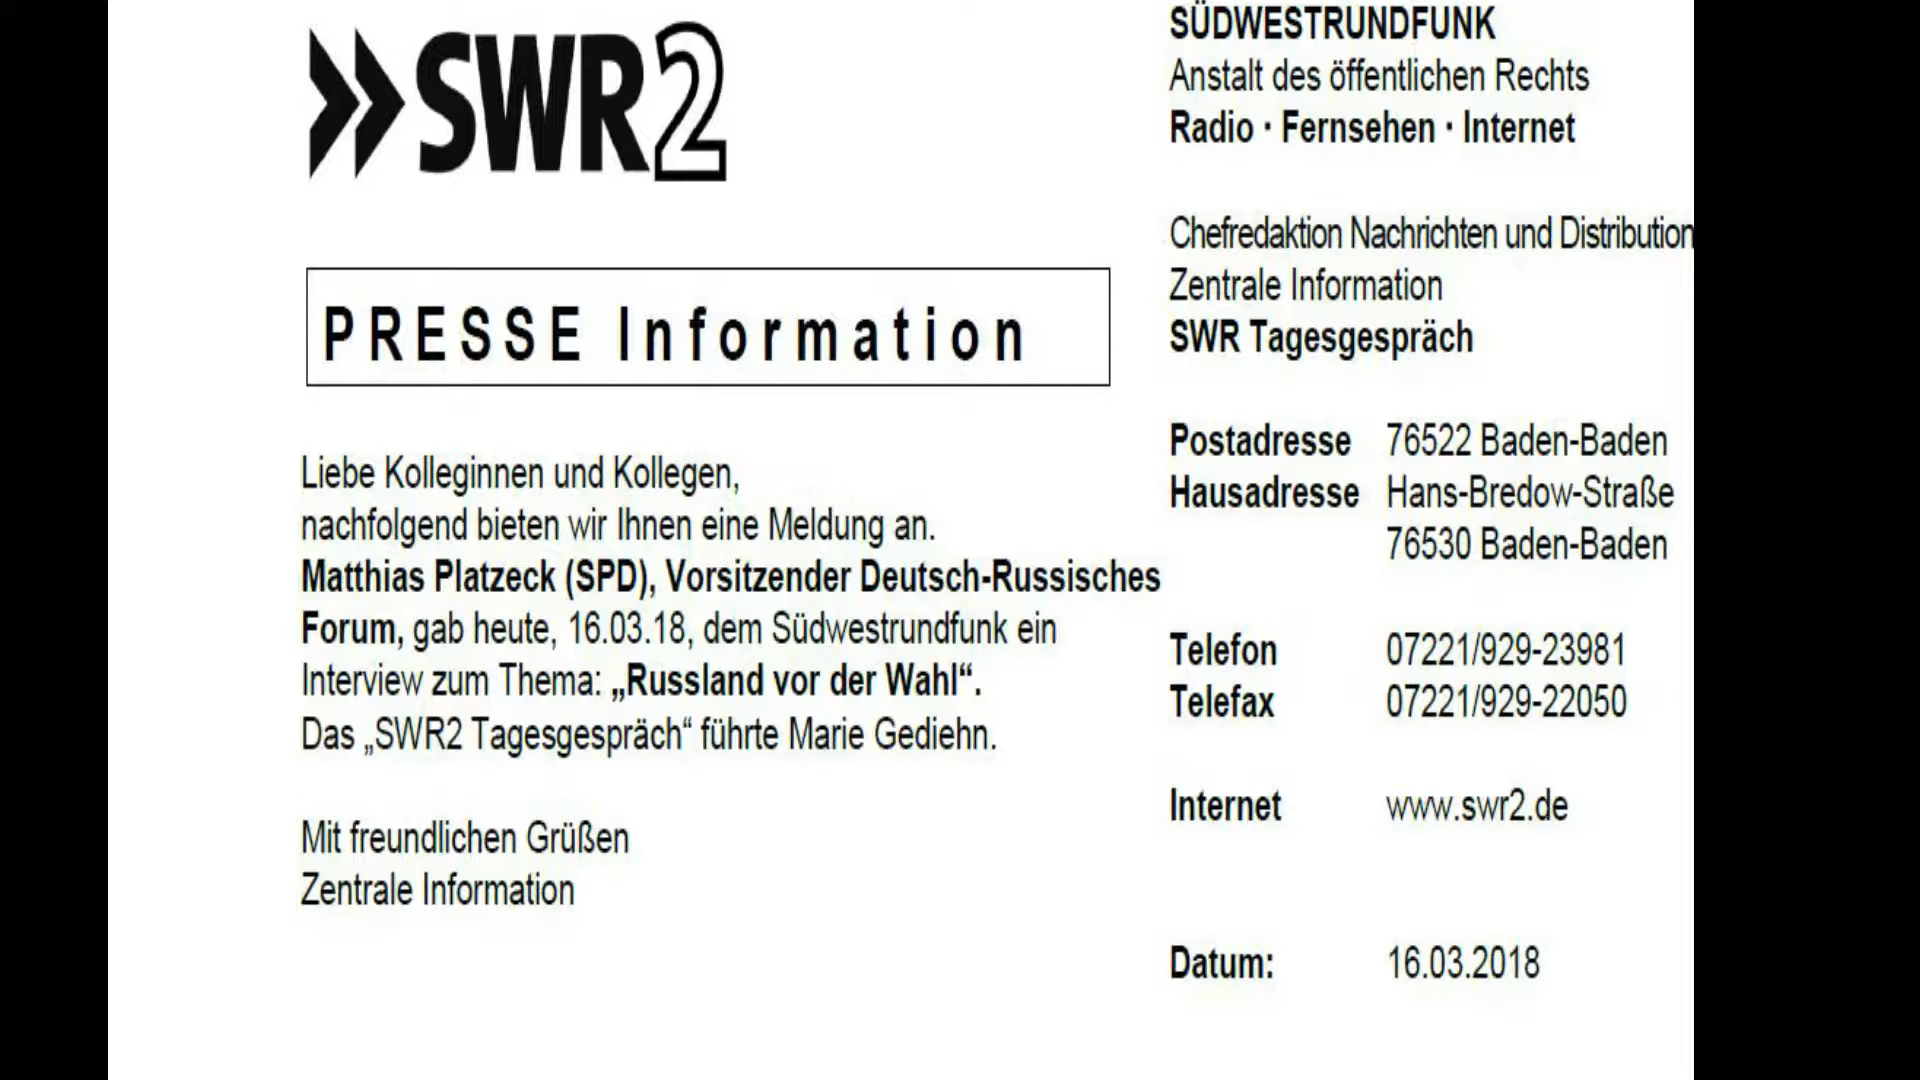 SWR2
PRESSE Information
Liebe Kolleginnen und Kollegen,
nachfolgend bieten wir Ihnen eine Meldung an.
Matthias Platzeck (SPD), Vorsitzender Deutsch-Russisches
Forum, gab heute, 16.03.18, dem Südwestrundfunk ein
Interview zum Thema: „Russland vor der Wahl“.
Das „SWR2 Tagesgespräch“ führte Marie Gediehn.
Mit freundlichen Grüßen
Zentrale Information
SÜDWESTRUNDFUNK
Anstalt des öffentlichen Rechts
Radio · Fernsehen · Internet
Chefredaktion Nachrichten und Distribution
Zentrale Information
SWR Tagesgespräch
Postadresse 76522 Baden-Baden
Hausadresse Hans-Bredow-Straße
76530 Baden-Baden
Telefon 07221/929-23981
Telefax 07221/929-22050
Internet www.swr2.de
Datum: 16.03.2018